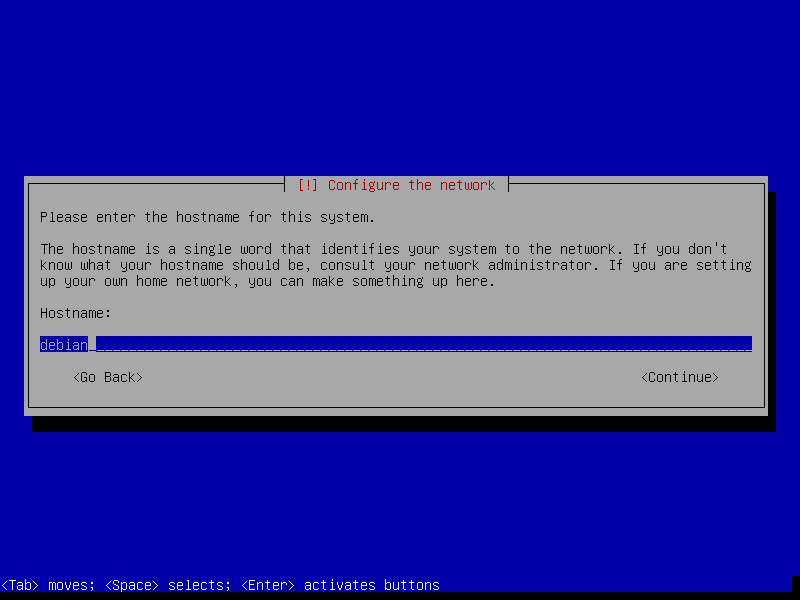 [!] Configure the network
Please enter the hostname for this system.
The hostname is a single word that identifies your system to the network. If you don't
know what your hostname should be, consult your network administrator. If you are setting
up your own home network, you can make something up here.
Hostname:
debian
<Go Back> <Continue>
<Tab> moves; <Space> selects; <Enter> activates buttons